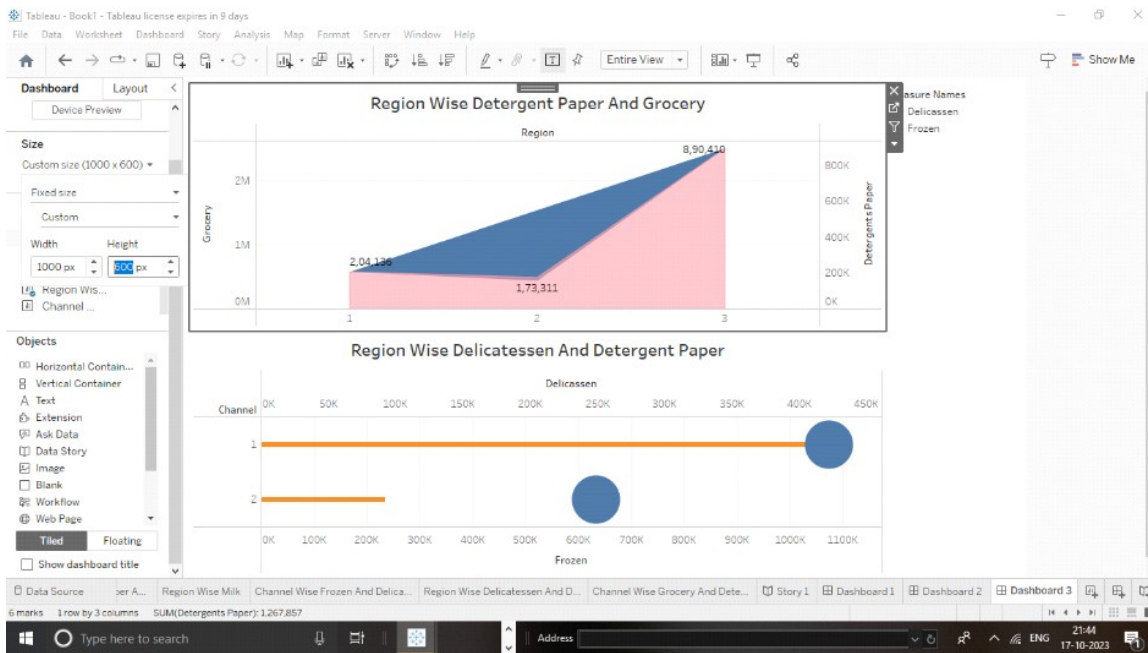 Tableau - Book1 - Tableau license expires in 9 days
File Data Worksheet Dashboard Story Analysis Map Format Server Window Help
Entire View
Show Me
Dashboard Layout
Device Preview
Size
Custom size (1000 x 600)
Fixed size
Custom
Width Height
1000 px 600 px
Region Wis...
Channel ...
Objects
Horizontal Contain...
Vertical Container
Text
Extension
Ask Data
Data Story
Image
Blank
Workflow
Web Page
Tiled Floating
Show dashboard title
Region Wise Detergent Paper And Grocery
Region
Grocery
2M
1M
0M
8,90,410
2,04,136
1,73,311
1 2 3
800K
600K
400K
200K
0K
Detergents Paper
asure Names
Delicassen
Frozen
Region Wise Delicatessen And Detergent Paper
Delicassen
Channel 0K 50K 100K 150K 200K 250K 300K 350K 400K 450K
1
2
0K 100K 200K 300K 400K 500K 600K 700K 800K 900K 1000K 1100K
Frozen
Data Source per A... Region Wise Milk Channel Wise Frozen And Delica... Region Wise Delicatessen And D... Channel Wise Grocery And Dete... Story 1 Dashboard 1 Dashboard 2 Dashboard 3
6 marks 1 row by 3 columns SUM(Detergents Paper): 1,267,857
Type here to search
Address
ENG
21:44
17-10-2023
1